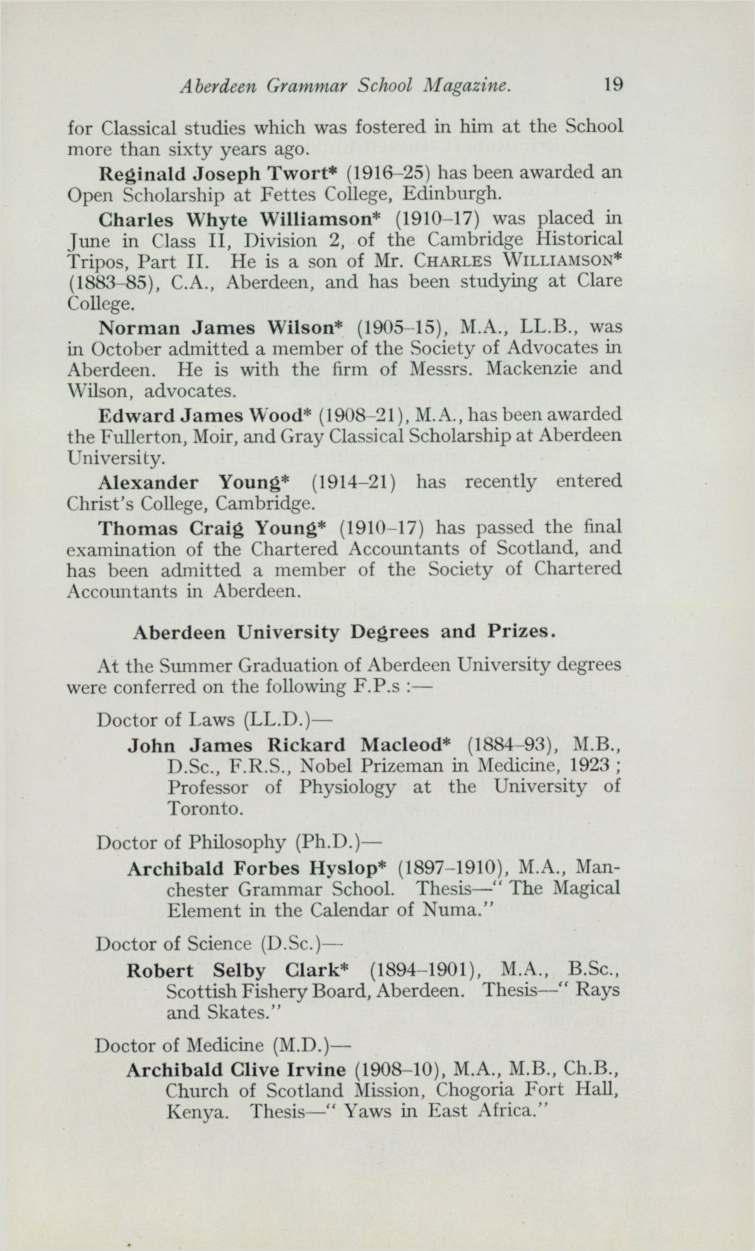 Aberdeen Grammar School Magazine. 19
for Classical studies which was fostered in him at the School
more than sixty years ago.
Reginald Joseph Twort* (1916–25) has been awarded an
Open Scholarship at Fettes College, Edinburgh.
Charles Whyte Williamson* (1910–17) was placed in
June in Class II, Division 2, of the Cambridge Historical
Tripos, Part II. He is a son of Mr. CHARLES WILLIAMSON*
(1883–85), C.A., Aberdeen, and has been studying at Clare
College.
Norman James Wilson* (1905–15), M.A., LL.B., was
in October admitted a member of the Society of Advocates in
Aberdeen. He is with the firm of Messrs. Mackenzie and
Wilson, advocates.
Edward James Wood* (1908–21), M.A., has been awarded
the Fullerton, Moir, and Gray Classical Scholarship at Aberdeen
University.
Alexander Young* (1914–21) has recently entered
Christ's College, Cambridge.
Thomas Craig Young* (1910–17) has passed the final
examination of the Chartered Accountants of Scotland, and
has been admitted a member of the Society of Chartered
Accountants in Aberdeen.
Aberdeen University Degrees and Prizes.
At the Summer Graduation of Aberdeen University degrees
were conferred on the following F.P.s :—
Doctor of Laws (LL.D.)—
John James Rickard Macleod* (1884–93), M.B.,
D.Sc., F.R.S., Nobel Prizeman in Medicine, 1923 ;
Professor of Physiology at the University of
Toronto.
Doctor of Philosophy (Ph.D.)—
Archibald Forbes Hyslop* (1897–1910), M.A., Man-
chester Grammar School. Thesis—“ The Magical
Element in the Calendar of Numa.”
Doctor of Science (D.Sc.)—
Robert Selby Clark* (1894–1901), M.A., B.Sc.,
Scottish Fishery Board, Aberdeen. Thesis—“ Rays
and Skates.”
Doctor of Medicine (M.D.)—
Archibald Clive Irvine (1908–10), M.A., M.B., Ch.B.,
Church of Scotland Mission, Chogoria Fort Hall,
Kenya. Thesis—“ Yaws in East Africa.”